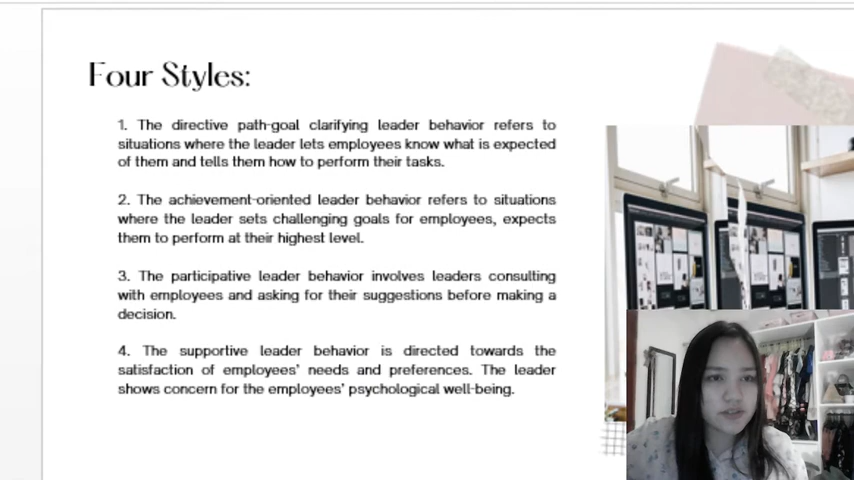 Four Styles:
1. The directive path-goal clarifying leader behavior refers to
situations where the leader lets employees know what is expected
of them and tells them how to perform their tasks.
2. The achievement-oriented leader behavior refers to situations
where the leader sets challenging goals for employees, expects
them to perform at their highest level.
3. The participative leader behavior involves leaders consulting
with employees and asking for their suggestions before making a
decision.
4. The supportive leader behavior is directed towards the
satisfaction of employees' needs and preferences. The leader
shows concern for the employees' psychological well-being.